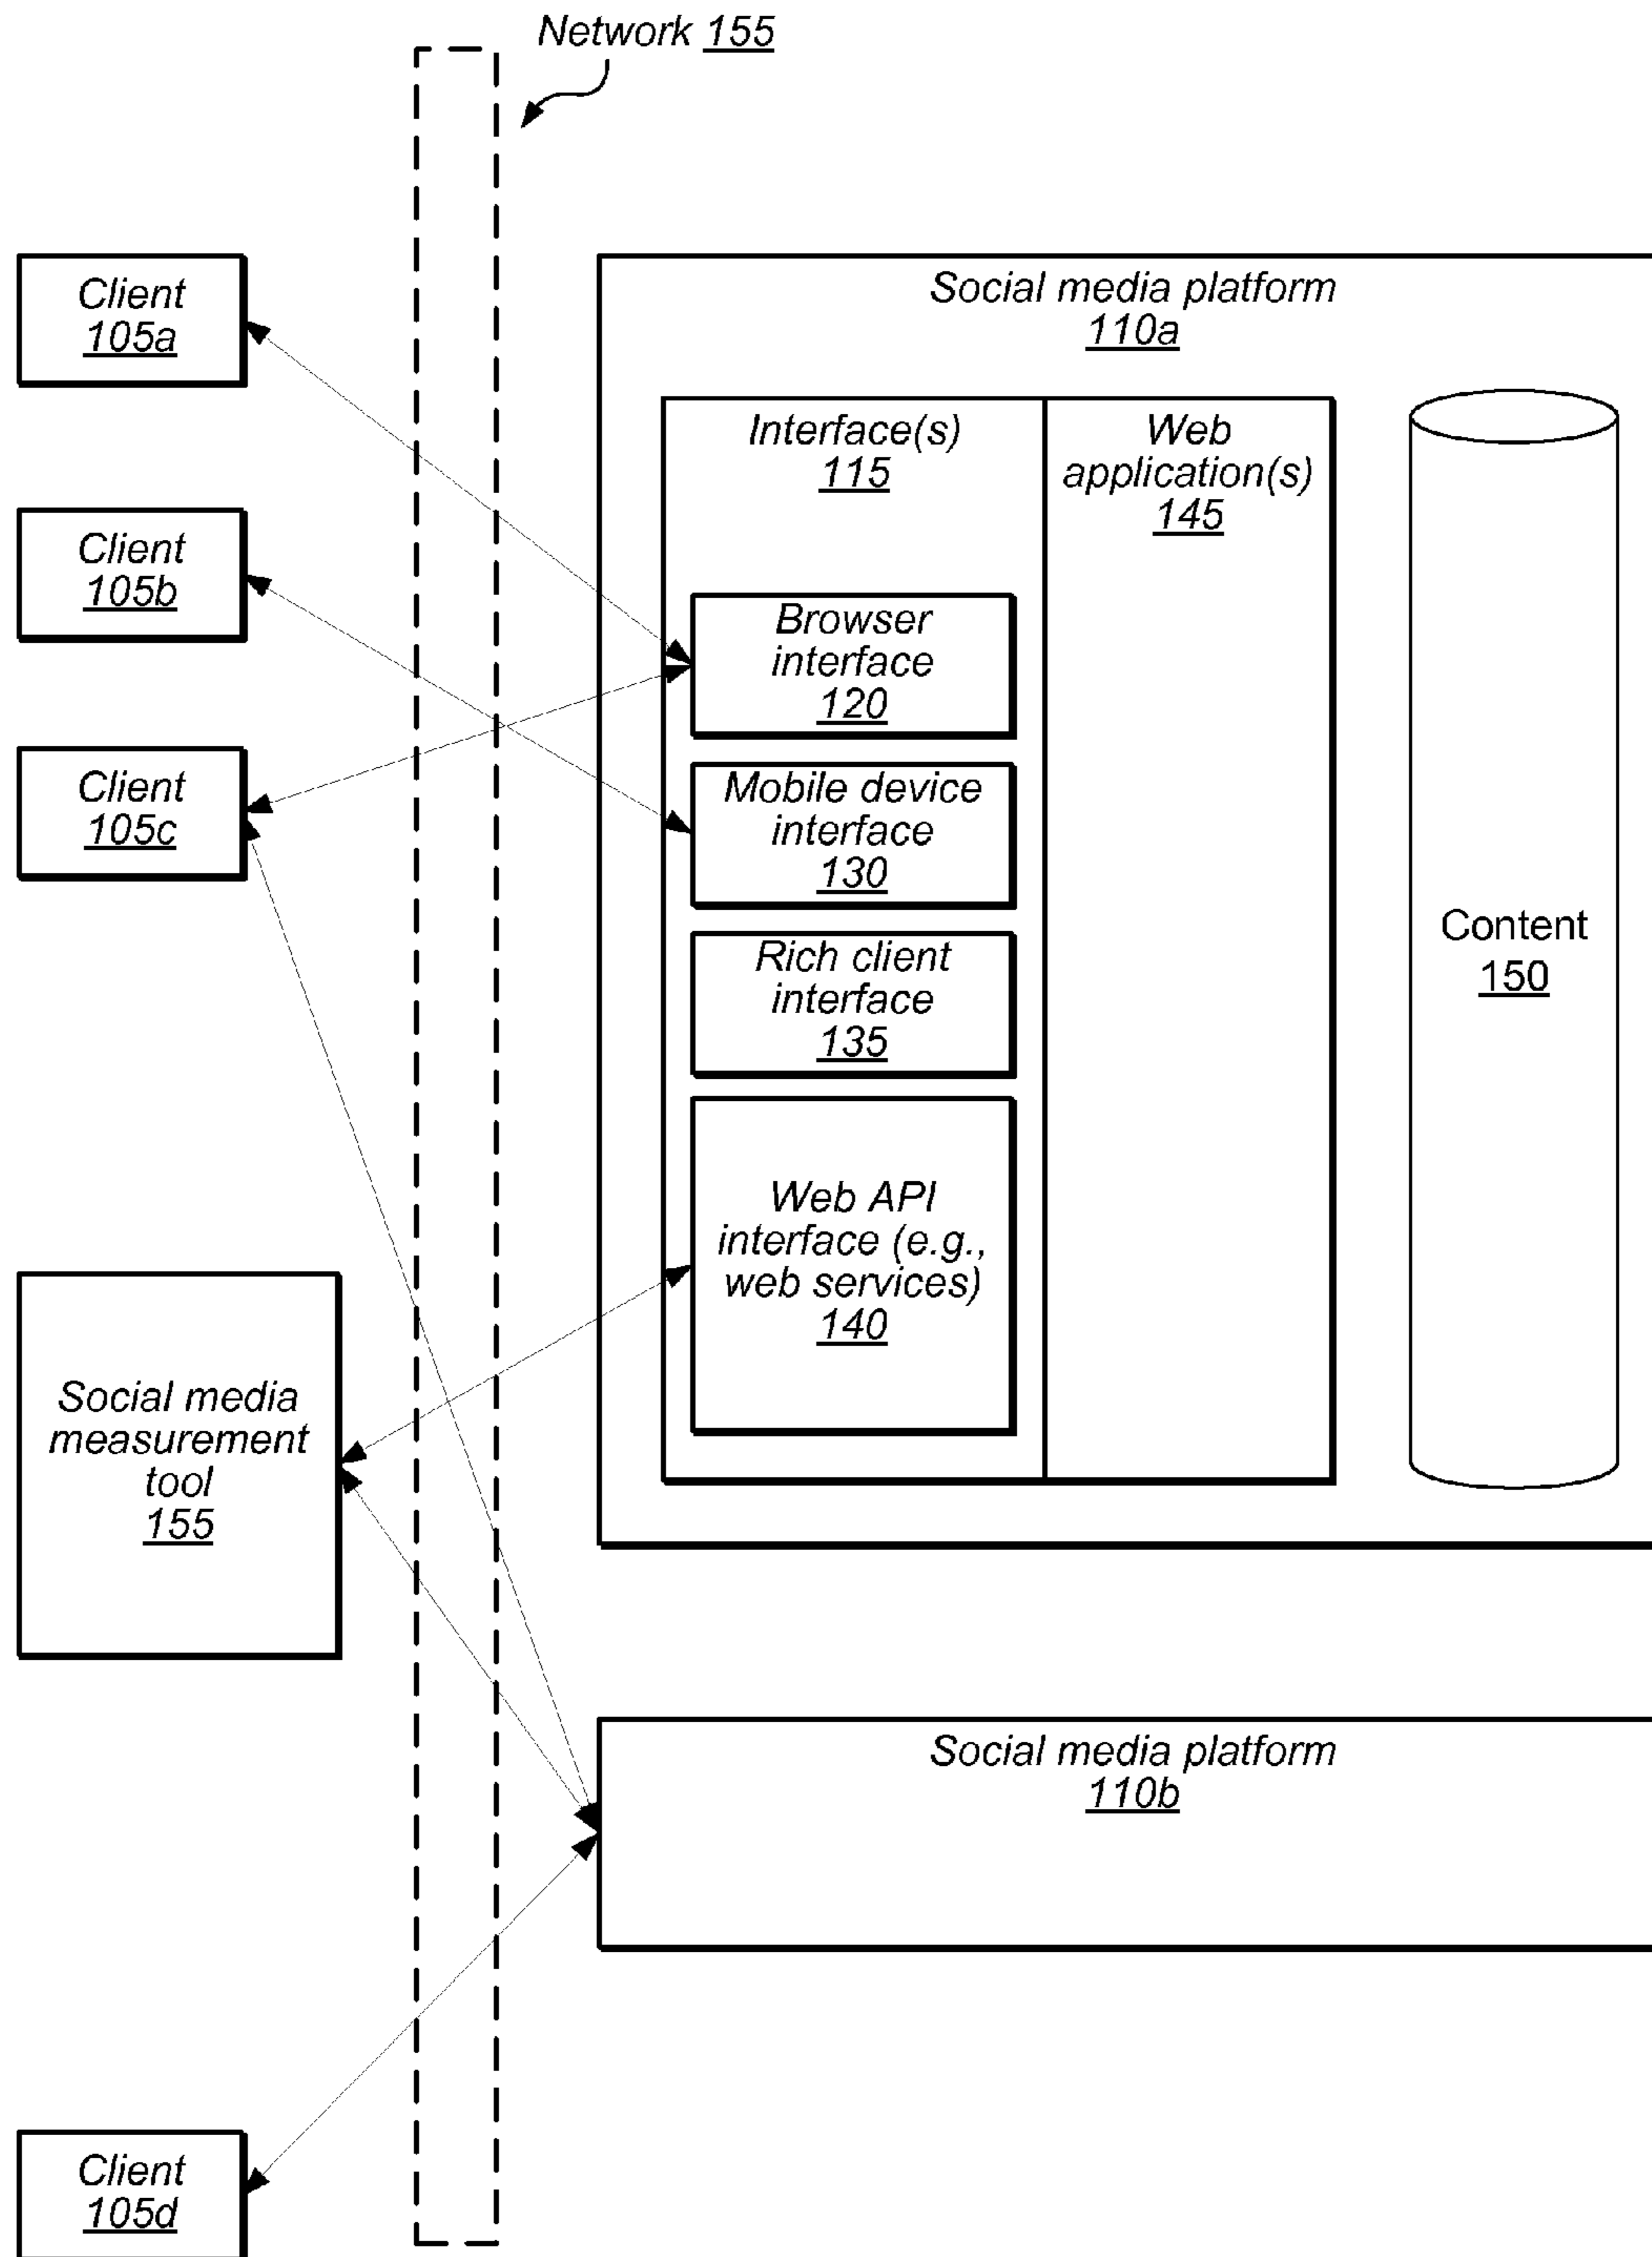 Network 155
Client
105a
Client
105b
Client
105c
Social media
measurement
tool
155
Client
105d
Social media platform
110a
Interface(s)
115
Browser
interface
120
Mobile device
interface
130
Rich client
interface
135
Web API
interface (e.g.,
web services)
140
Web
application(s)
145
Content
150
Social media platform
110b